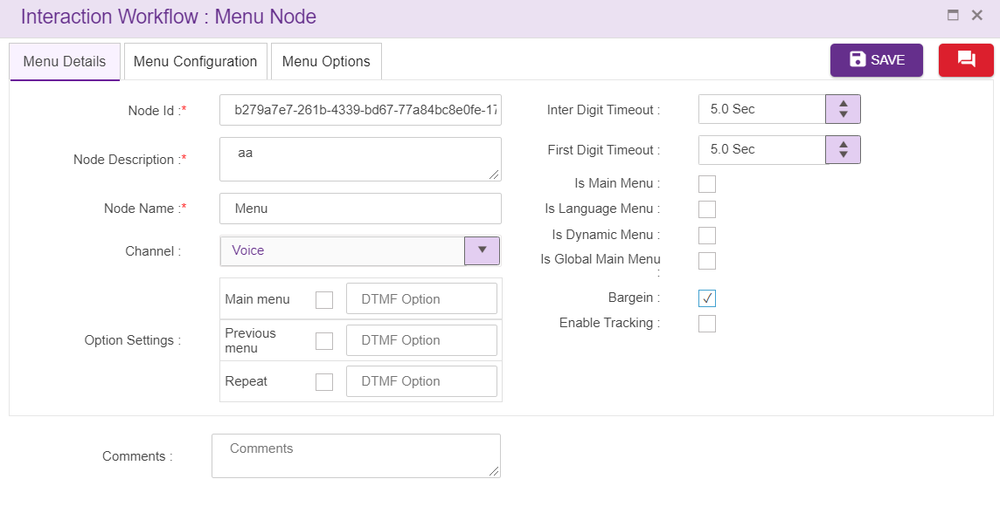 Interaction Workflow : Menu Node
Menu Details
Menu Configuration
Menu Options
SAVE
Node Id :*
b279a7e7-261b-4339-bd67-77a84bc8e0fe-17
Node Description :*
aa
Node Name :*
Menu
Channel :
Voice
Option Settings :
Main menu
DTMF Option
Previous
menu
DTMF Option
Repeat
DTMF Option
Inter Digit Timeout :
5.0 Sec
First Digit Timeout :
5.0 Sec
Is Main Menu :
Is Language Menu :
Is Dynamic Menu :
Is Global Main Menu
:
Bargein :
Enable Tracking :
Comments :
Comments